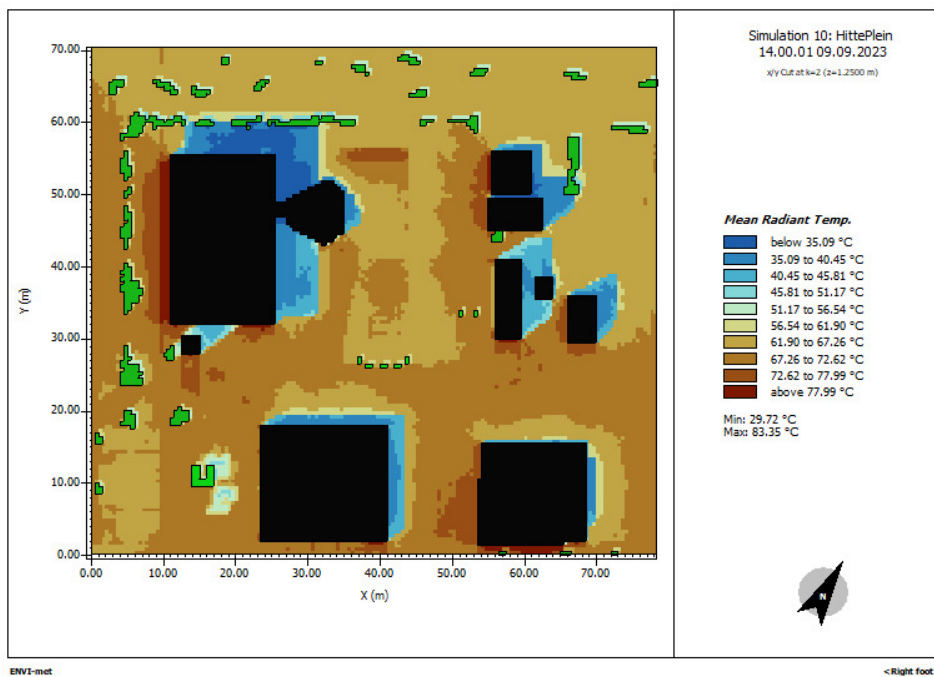 Simulation 10: HittePlein
14.00.01 09.09.2023
x/y Cut at k=2 (z=1.2500 m)
70.00
60.00
50.00
40.00
30.00
20.00
10.00
0.00
Y (m)
0.00 10.00 20.00 30.00 40.00 50.00 60.00 70.00
X (m)
Mean Radiant Temp.
below 35.09 °C
35.09 to 40.45 °C
40.45 to 45.81 °C
45.81 to 51.17 °C
51.17 to 56.54 °C
56.54 to 61.90 °C
61.90 to 67.26 °C
67.26 to 72.62 °C
72.62 to 77.99 °C
above 77.99 °C
Min: 29.72 °C
Max: 83.35 °C
N
ENVI-met
<Right foot